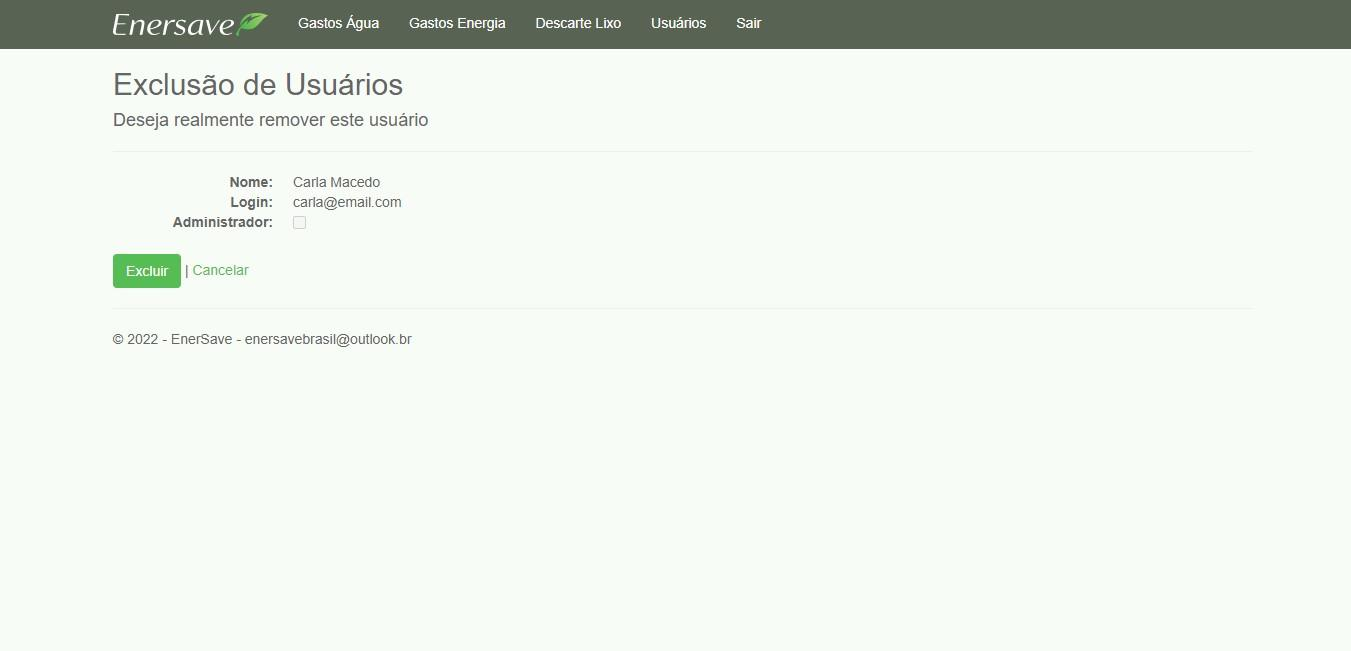 Enersave Gastos Água Gastos Energia Descarte Lixo Usuários Sair
Exclusão de Usuários
Deseja realmente remover este usuário
Nome: Carla Macedo
Login: carla@email.com
Administrador:
Excluir | Cancelar
© 2022 - EnerSave - enersavebrasil@outlook.br